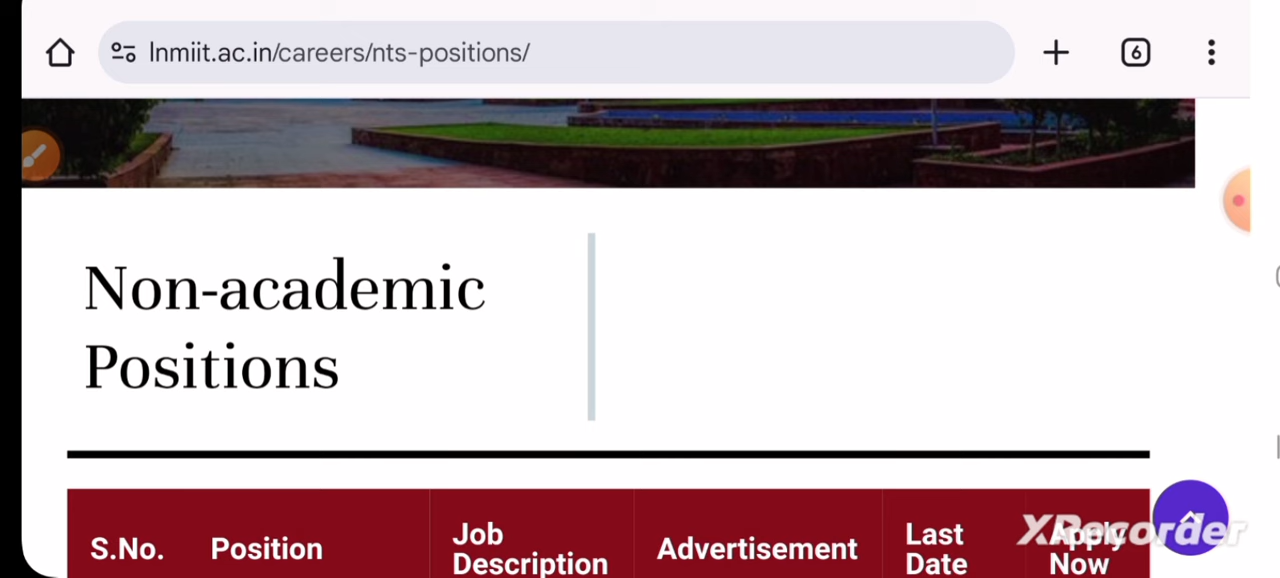 lnmiit.ac.in/careers/nts-positions/
6
Non-academic
Positions
S.No.
Position
Job
Description
Advertisement
Last
Date
Apply
Now
XRecorder